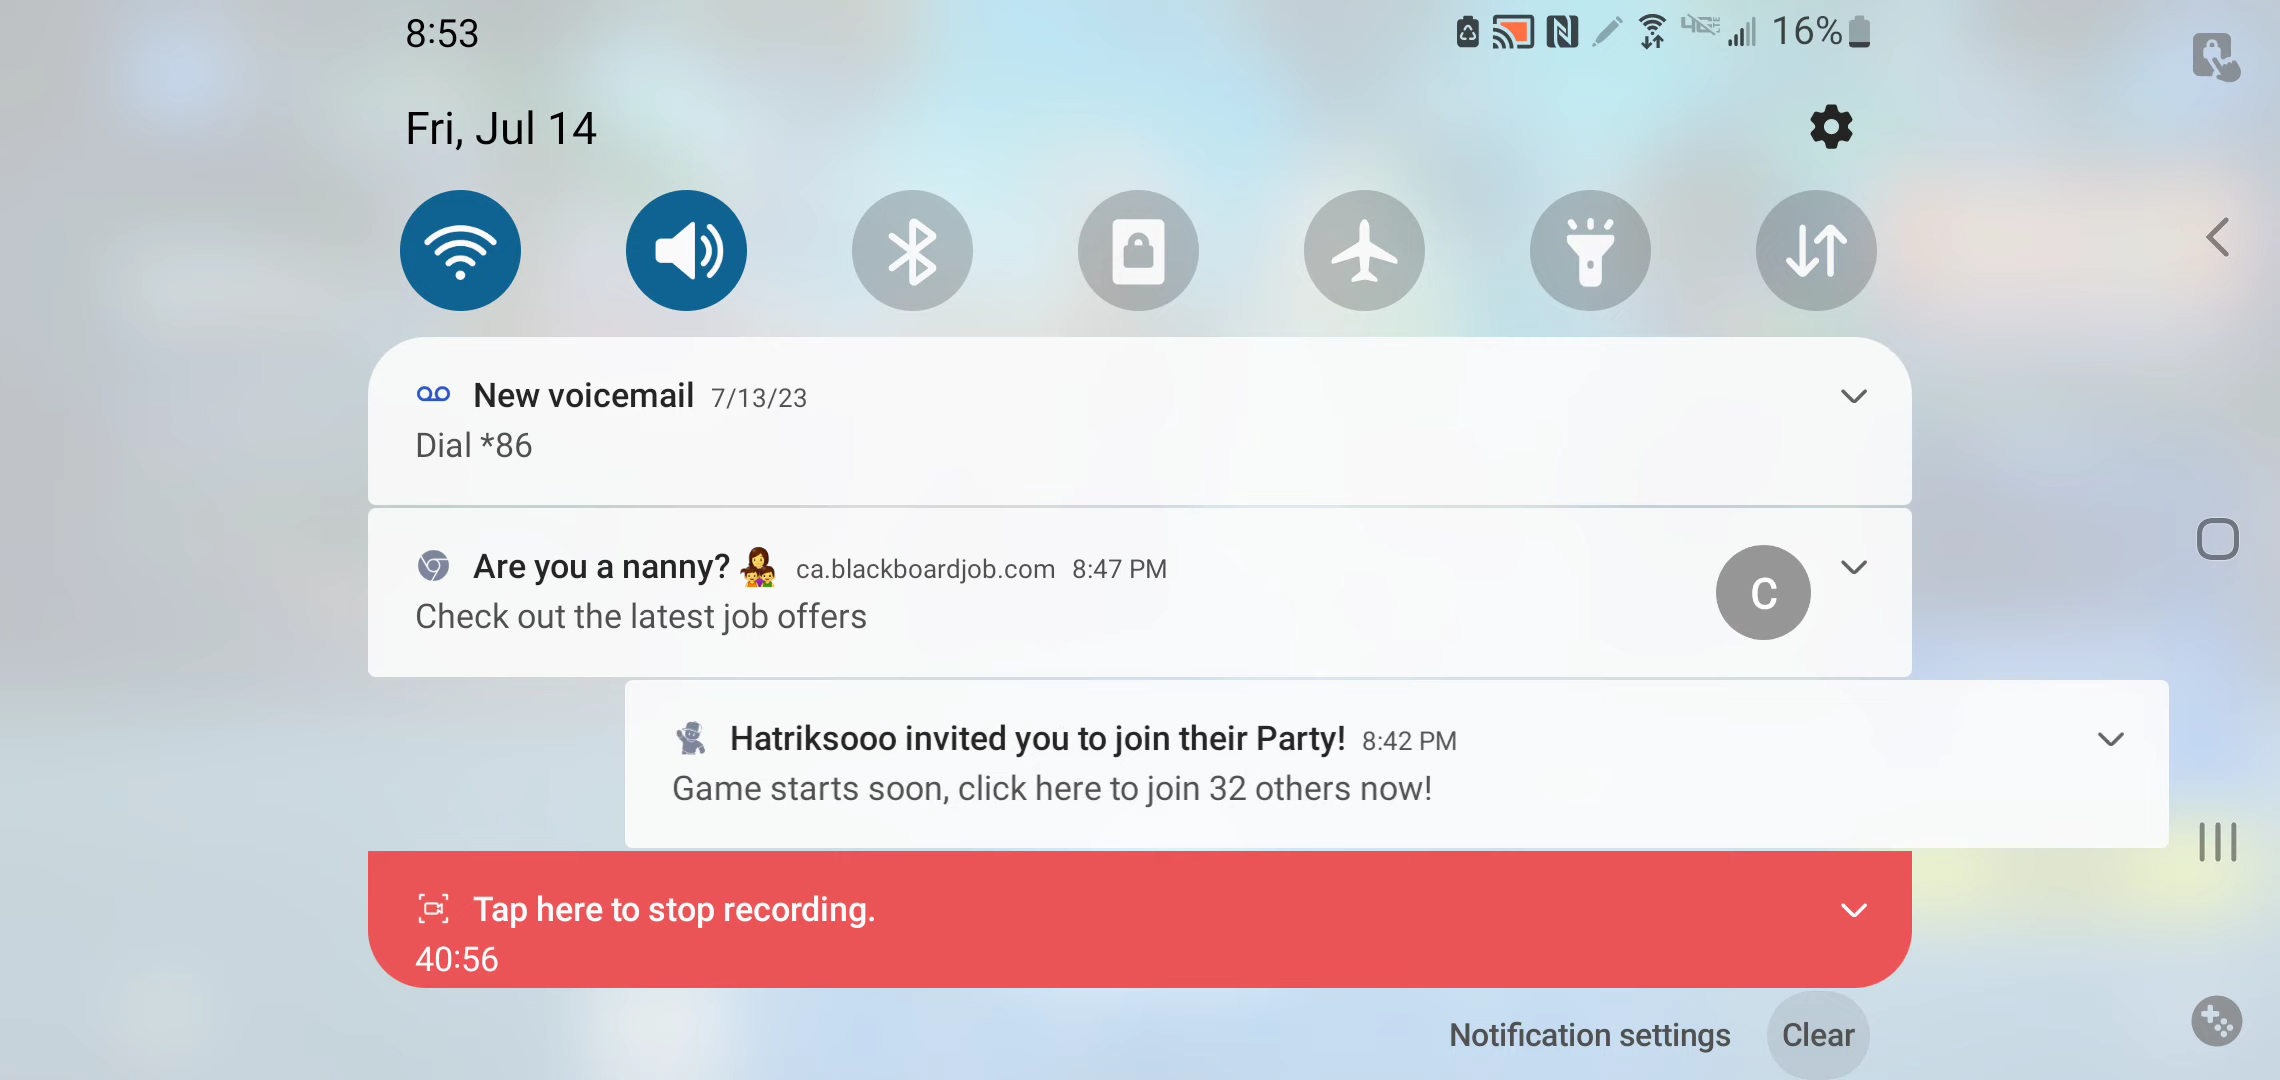 8:53
16%
Fri, Jul 14
New voicemail 7/13/23
Dial *86
Are you a nanny? ca.blackboardjob.com 8:47 PM
Check out the latest job offers
C
Hatriksooo invited you to join their Party! 8:42 PM
Game starts soon, click here to join 32 others now!
Tap here to stop recording.
40:56
Notification settings Clear